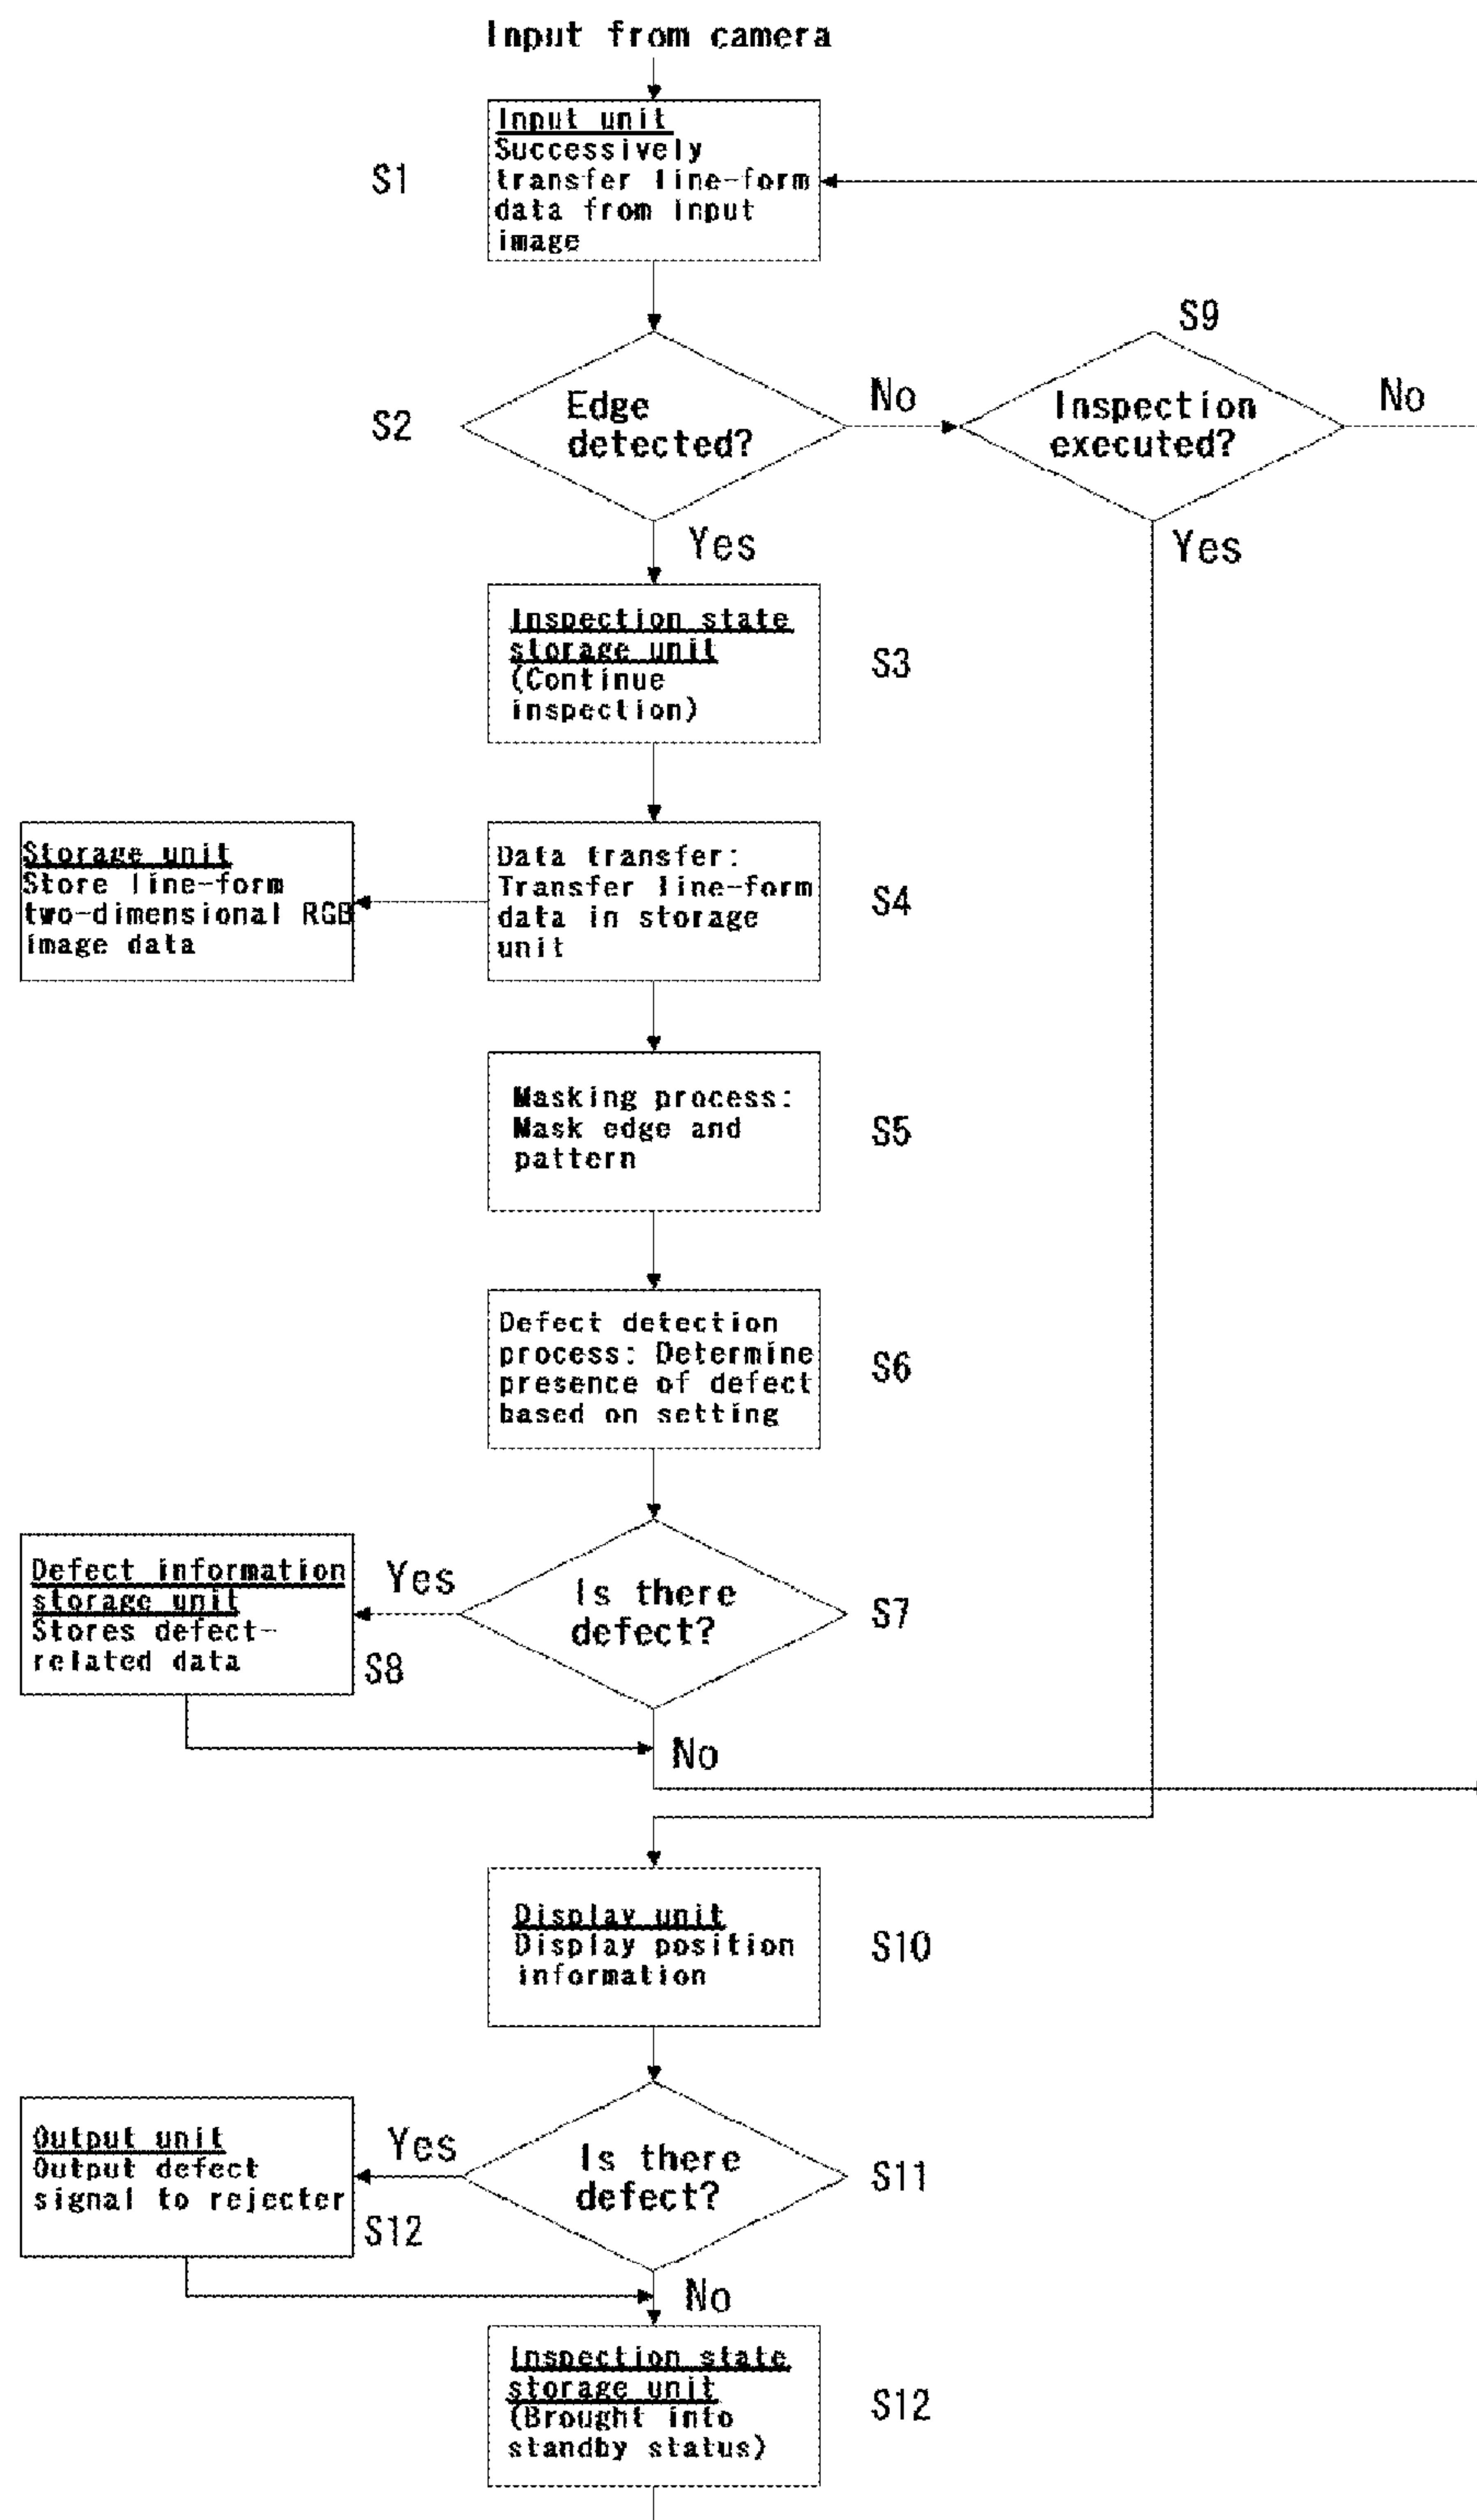 Input from camera
Input unit
Successively
transfer line-form
data from input
image
S1
S9
Edge
detected?
S2
No
Inspection
executed?
No
Yes
Yes
Inspection state
storage unit
(Continue
inspection)
S3
Storage unit
Store line-form
two-dimensional RGB
image data
Data transfer:
Transfer line-form
data in storage
unit
S4
Masking process:
Mask edge and
pattern
S5
Defect detection
process: Determine
presence of defect
based on setting
S6
Defect information
storage unit
Stores defect-
related data
S8
Yes
Is there
defect?
S7
No
Display unit
Display position
information
S10
Output unit
Output defect
signal to rejecter
S12
Yes
Is there
defect?
S11
No
Inspection state
storage unit
(Brought into
standby status)
S12